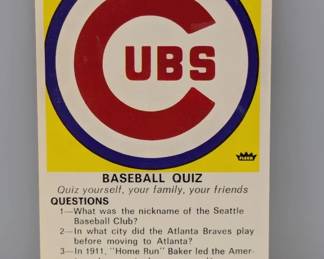 CUBS
FLEER
BASEBALL QUIZ
Quiz yourself, your family, your friends
QUESTIONS
1—What was the nickname of the Seattle
Baseball Club?
2—In what city did the Atlanta Braves play
before moving to Atlanta?
3—In 1911, "Home Run" Baker led the Amer-